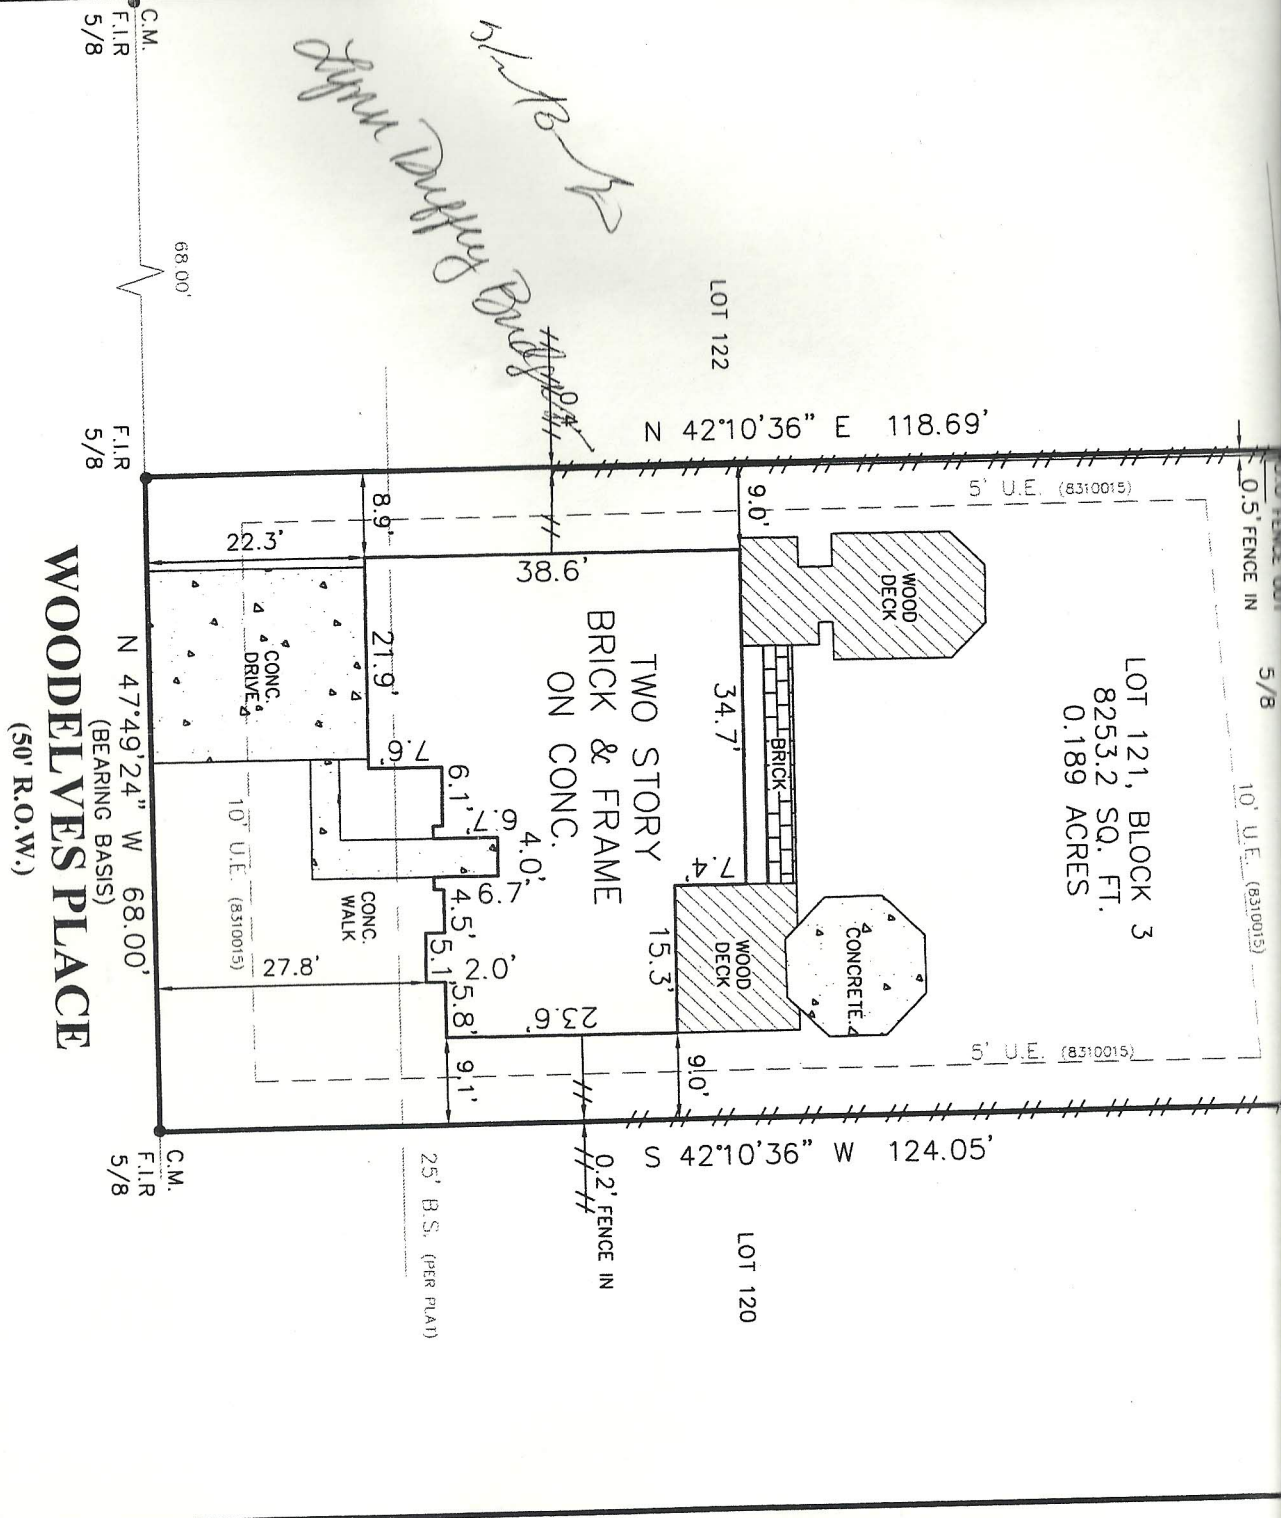 C.M.
F.I.R
5/8
68.00'
Lynn Duffey
LOT 122
F.I.R
5/8
N 42°10'36" E 118.69'
0.5' FENCE IN
5/8
5' U.E. (8310015)
10' U.E. (8310015)
LOT 121, BLOCK 3
8253.2 SQ. FT.
0.189 ACRES
WOOD
DECK
9.0'
8.9'
22.3'
38.6'
TWO STORY
BRICK & FRAME
ON CONC.
34.7'
BRICK
21.9'
CONC.
DRIVE
7.6'
6.1'
6.7'
4.0'
6.7'
4.5'
5.1'
2.0'
5.8'
7.4'
15.3'
WOOD
DECK
CONCRETE
CONC.
WALK
10' U.E. (8310015)
27.8'
23.6'
9.1'
9.0'
5' U.E. (8310015)
S 42°10'36" W 124.05'
0.2' FENCE IN
LOT 120
25' B.S. (PER PLAT)
C.M.
F.I.R
5/8
N 47°49'24" W 68.00'
(BEARING BASIS)
WOODELVES PLACE
(50' R.O.W.)